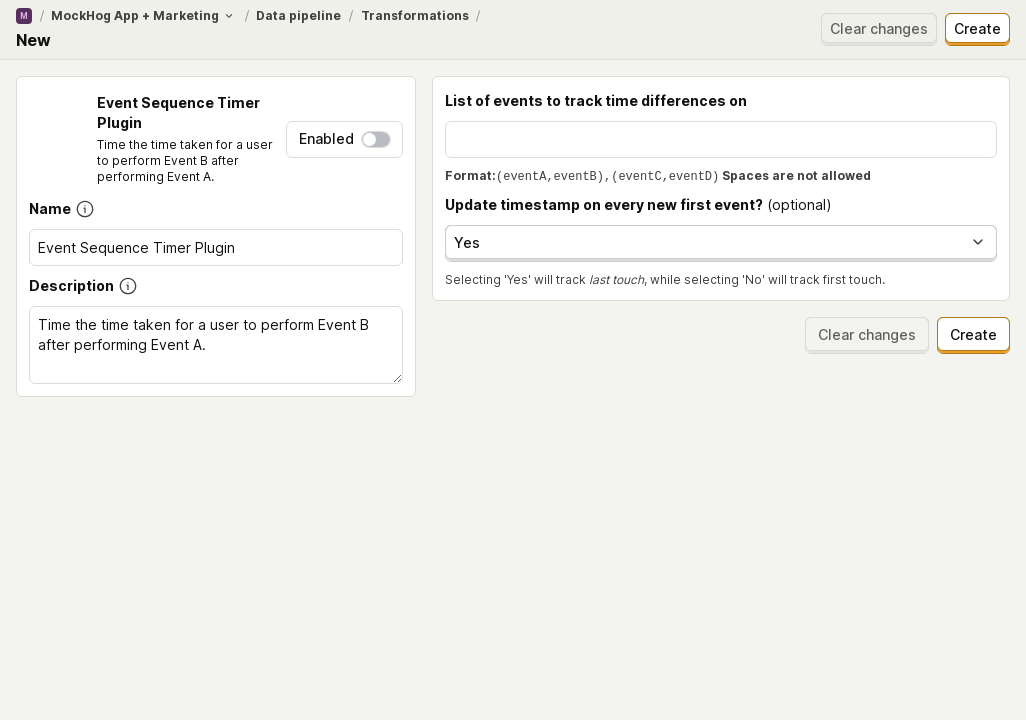 M / MockHog App + Marketing / Data pipeline / Transformations /
New
Clear changes Create
Event Sequence Timer
Plugin
Time the time taken for a user
to perform Event B after
performing Event A.
Enabled
Name
Event Sequence Timer Plugin
Description
Time the time taken for a user to perform Event B
after performing Event A.
List of events to track time differences on
Format:(eventA,eventB),(eventC,eventD) Spaces are not allowed
Update timestamp on every new first event? (optional)
Yes
Selecting 'Yes' will track last touch, while selecting 'No' will track first touch.
Clear changes Create